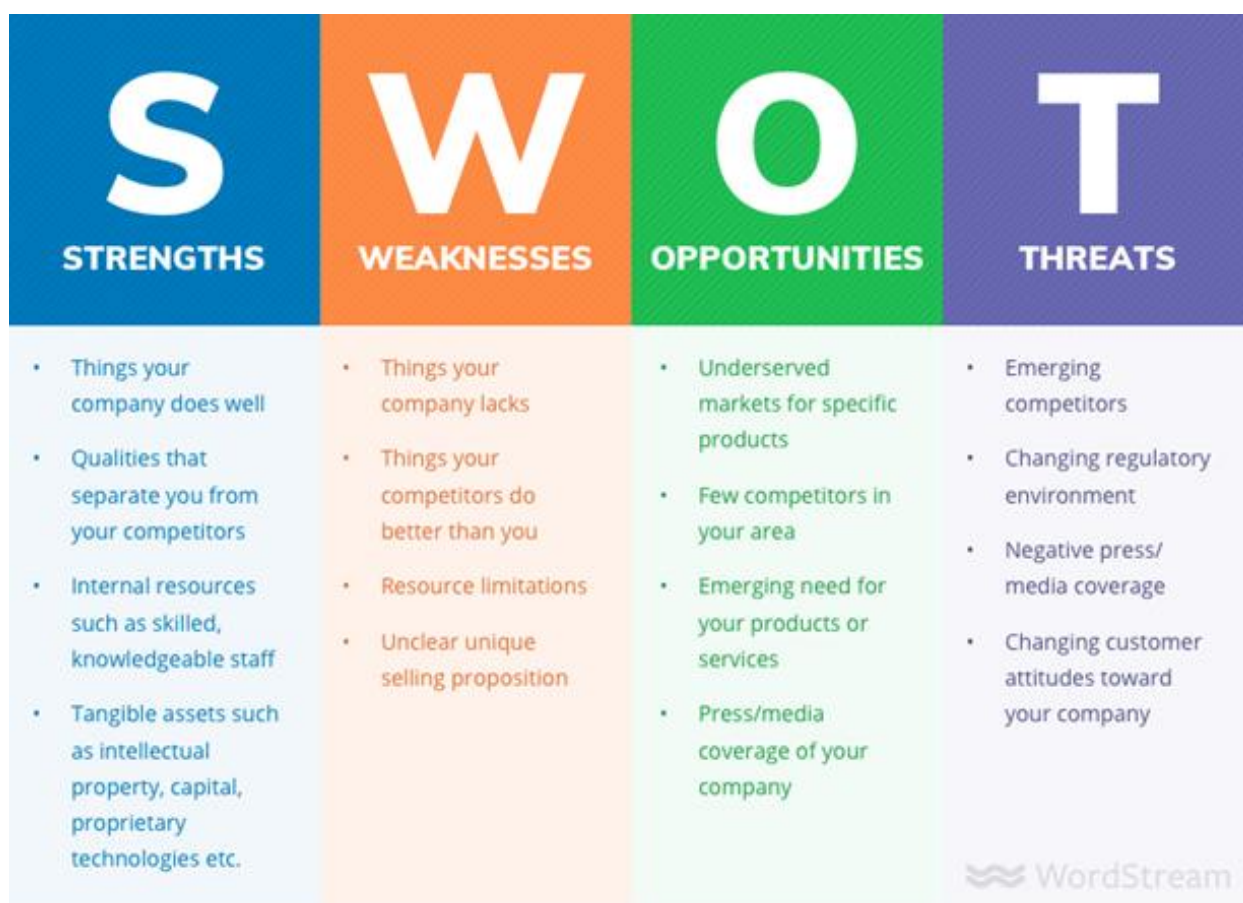 S
STRENGTHS
• Things your
company does well
• Qualities that
separate you from
your competitors
• Internal resources
such as skilled,
knowledgeable staff
• Tangible assets such
as intellectual
property, capital,
proprietary
technologies etc.
W
WEAKNESSES
• Things your
company lacks
• Things your
competitors do
better than you
• Resource limitations
• Unclear unique
selling proposition
O
OPPORTUNITIES
• Underserved
markets for specific
products
• Few competitors in
your area
• Emerging need for
your products or
services
• Press/media
coverage of your
company
T
THREATS
• Emerging
competitors
• Changing regulatory
environment
• Negative press/
media coverage
• Changing customer
attitudes toward
your company
WordStream